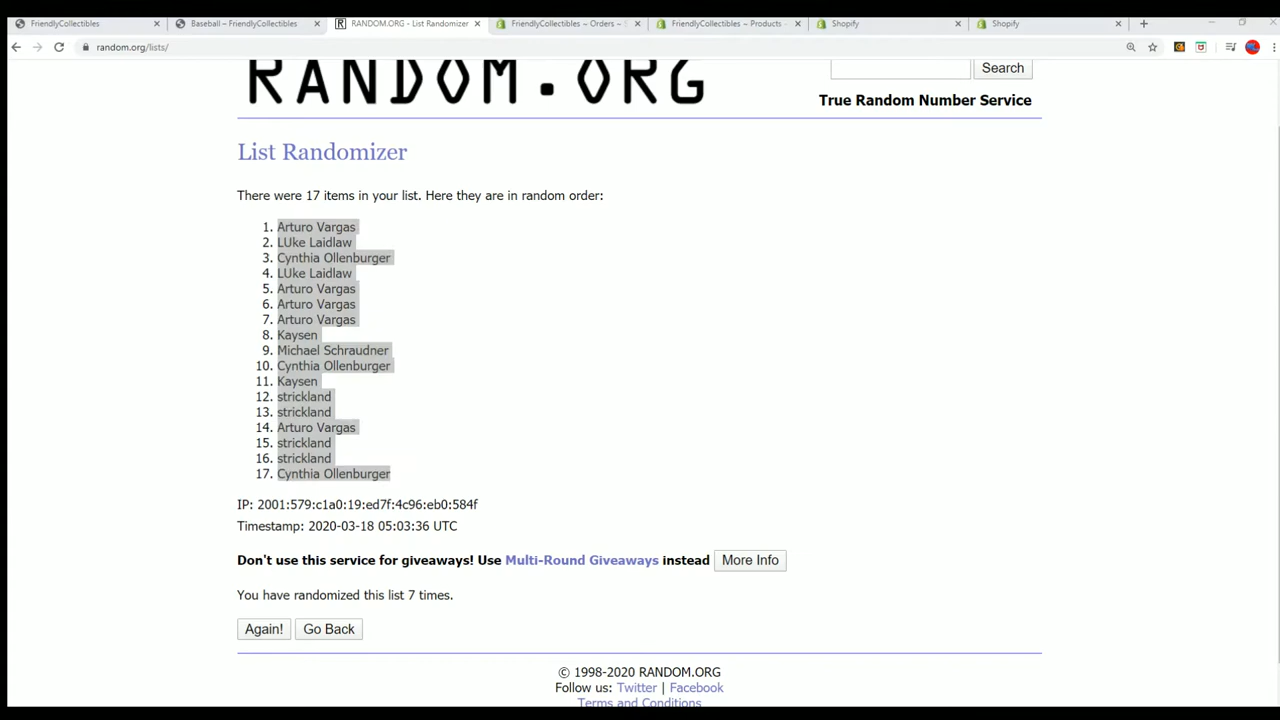 FriendlyCollectibles
Baseball – FriendlyCollectibles
RANDOM.ORG - List Randomizer
FriendlyCollectibles ~ Orders ~
FriendlyCollectibles ~ Products
Shopify
Shopify
random.org/lists/
RANDOM.ORG
Search
True Random Number Service
List Randomizer
There were 17 items in your list. Here they are in random order:
1. Arturo Vargas
2. LUke Laidlaw
3. Cynthia Ollenburger
4. LUke Laidlaw
5. Arturo Vargas
6. Arturo Vargas
7. Arturo Vargas
8. Kaysen
9. Michael Schraudner
10. Cynthia Ollenburger
11. Kaysen
12. strickland
13. strickland
14. Arturo Vargas
15. strickland
16. strickland
17. Cynthia Ollenburger
IP: 2001:579:c1a0:19:ed7f:4c96:eb0:584f
Timestamp: 2020-03-18 05:03:36 UTC
Don't use this service for giveaways! Use Multi-Round Giveaways instead More Info
You have randomized this list 7 times.
Again! Go Back
© 1998-2020 RANDOM.ORG
Follow us: Twitter | Facebook
Terms and Conditions